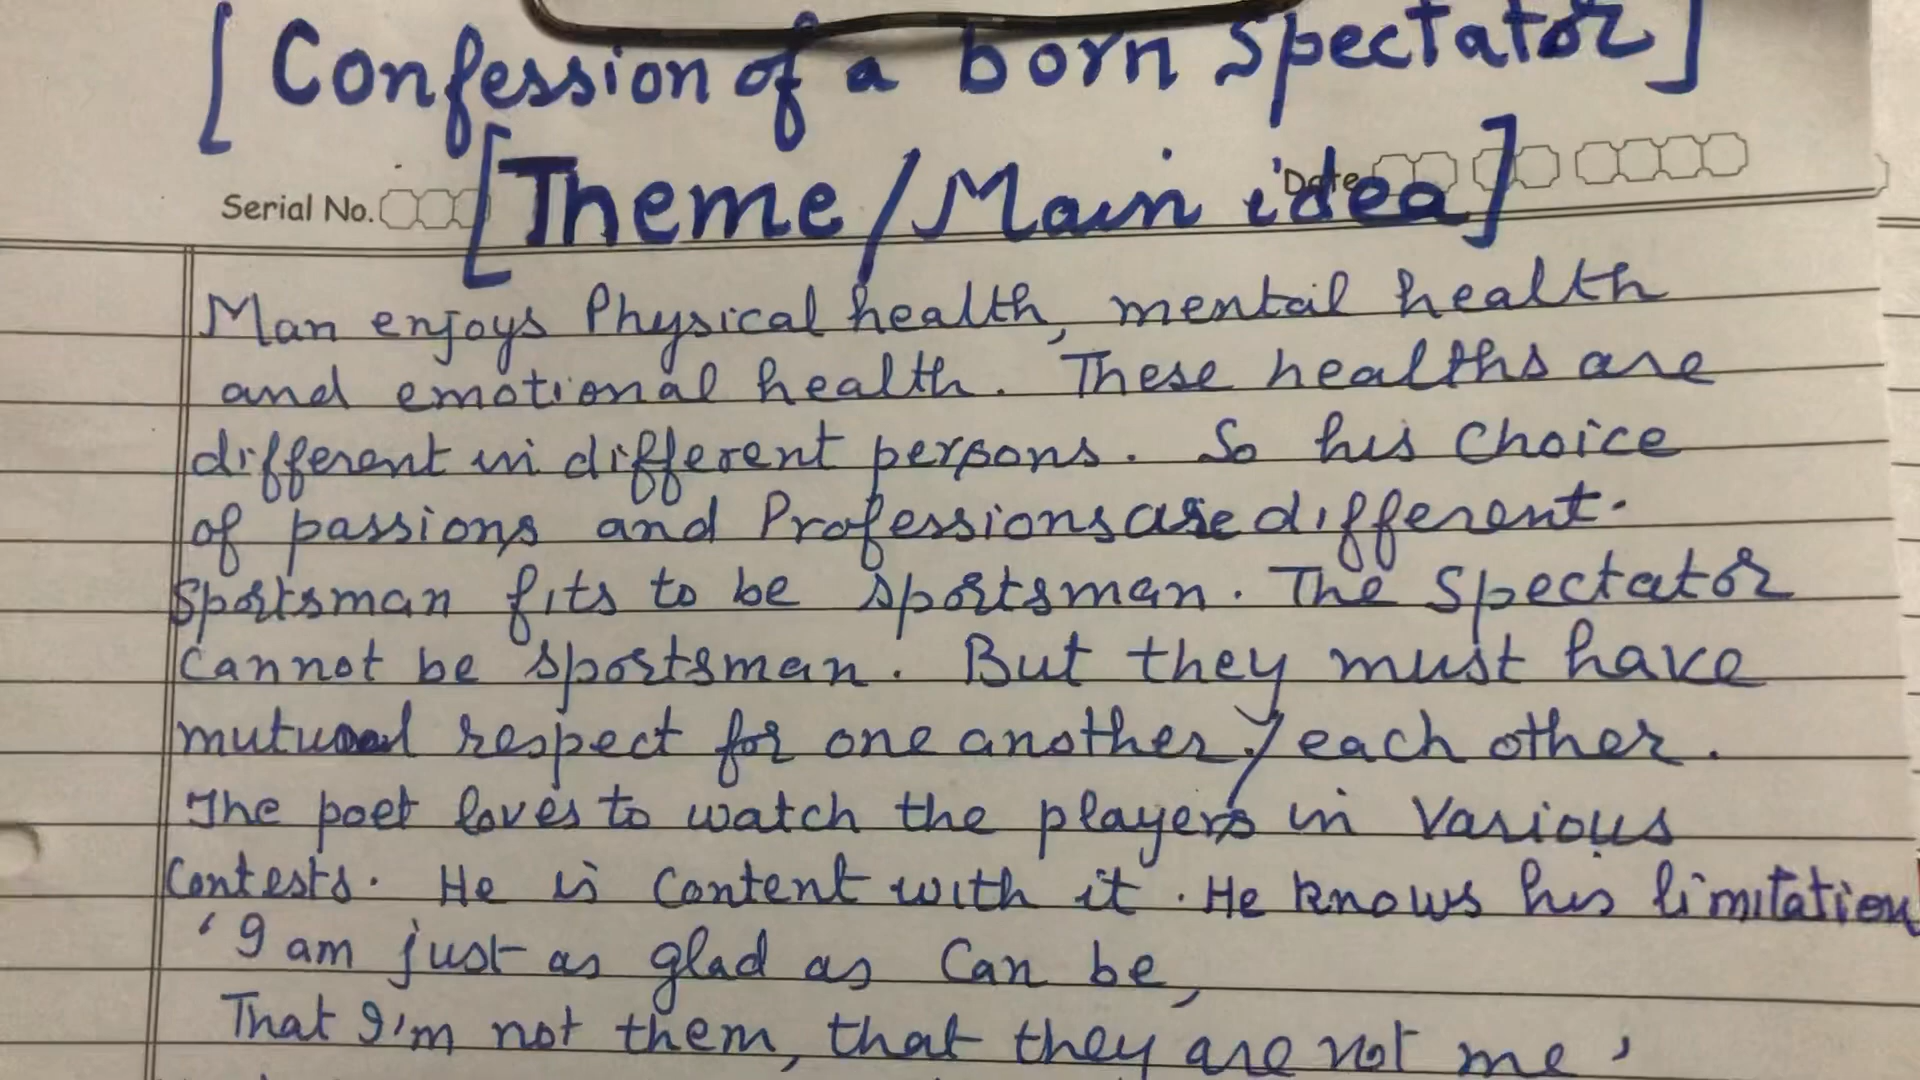 [Confession of a born Spectator]
[Theme/Main idea]
Serial No.
Date
Man enjoys Physical health, mental health
and emotional health. These healths are
different in different persons. So his Choice
of passions and Professions are different.
Sportsman fits to be sportsman. The Spectator
Cannot be sportsman. But they must have
mutual respect for one another/each other.
The poet loves to watch the players in Various
Contests. He is Content with it. He knows his limitation
'I am just as glad as Can be,
That I'm not them, that they are not me'